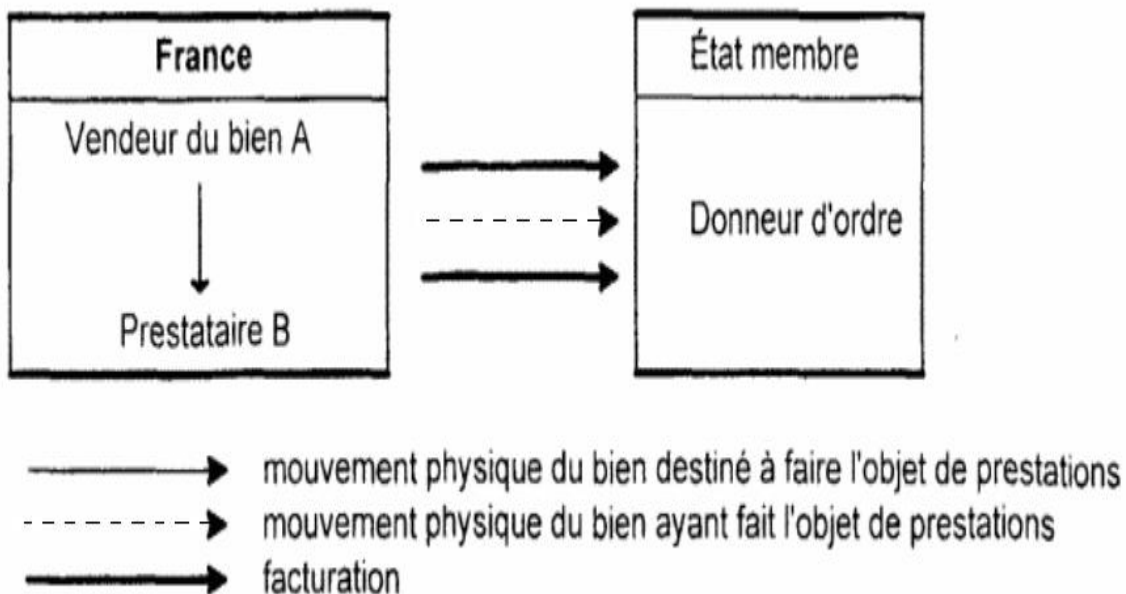 France
Vendeur du bien A
Prestataire B
État membre
Donneur d'ordre
mouvement physique du bien destiné à faire l'objet de prestations
mouvement physique du bien ayant fait l'objet de prestations
facturation